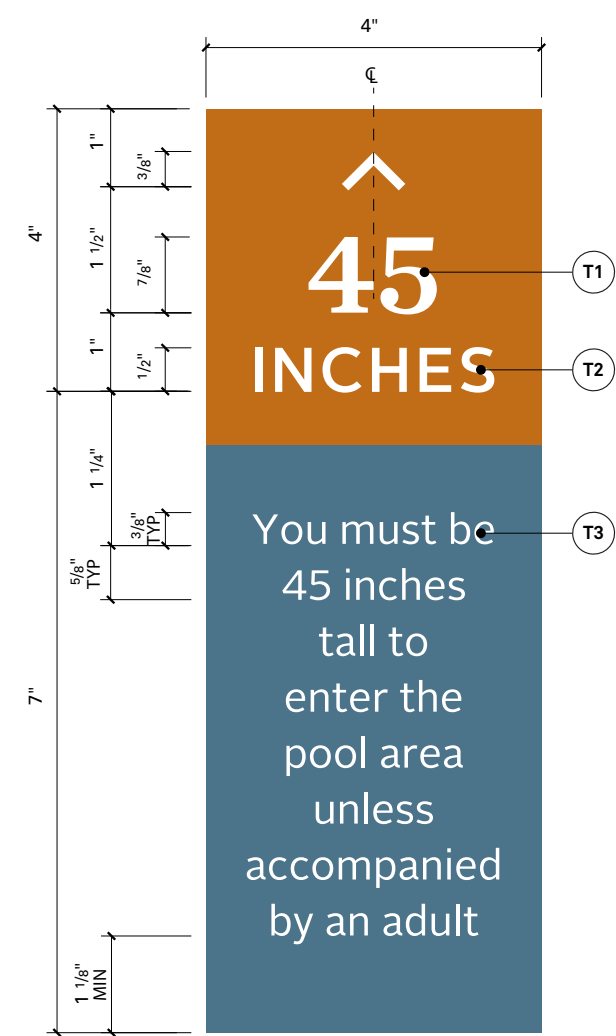 4"
℄
1"
3/8"
4"
1 1/2"
7/8"
45
T1
1"
1/2"
INCHES
T2
1 1/4"
3/8"
TYP
You must be
T3
5/8"
TYP
45 inches
tall to
7"
enter the
pool area
unless
accompanied
by an adult
1 1/8"
MIN